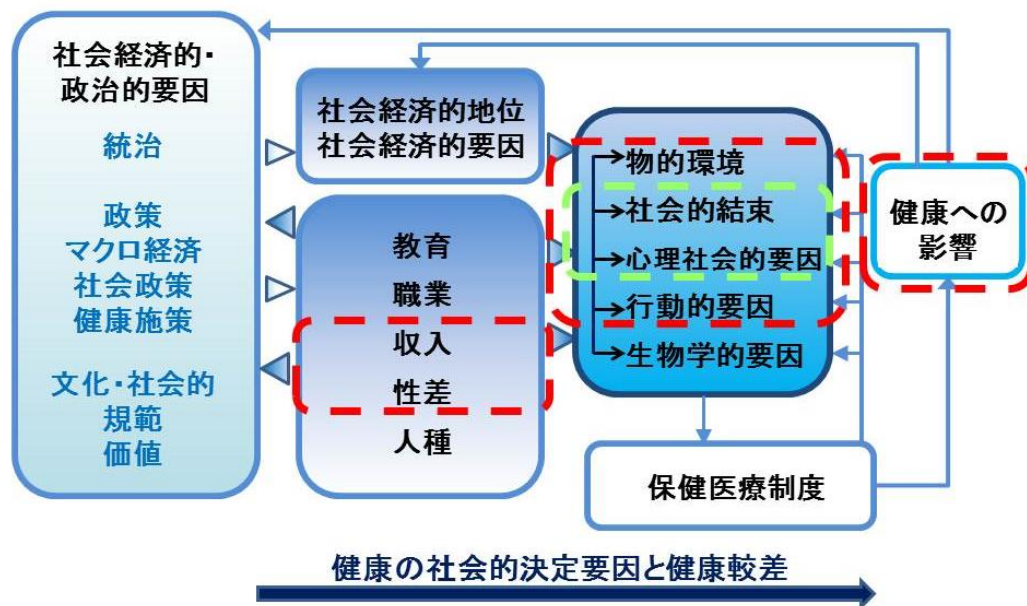 社会経済的・
政治的要因
統治
政策
マクロ経済
社会政策
健康施策
文化・社会的
規範
価値
社会経済的地位
社会経済的要因
教育
職業
収入
性差
人種
物的環境
社会的結束
心理社会的要因
行動的要因
生物学的要因
保健医療制度
健康への
影響
健康の社会的決定要因と健康較差